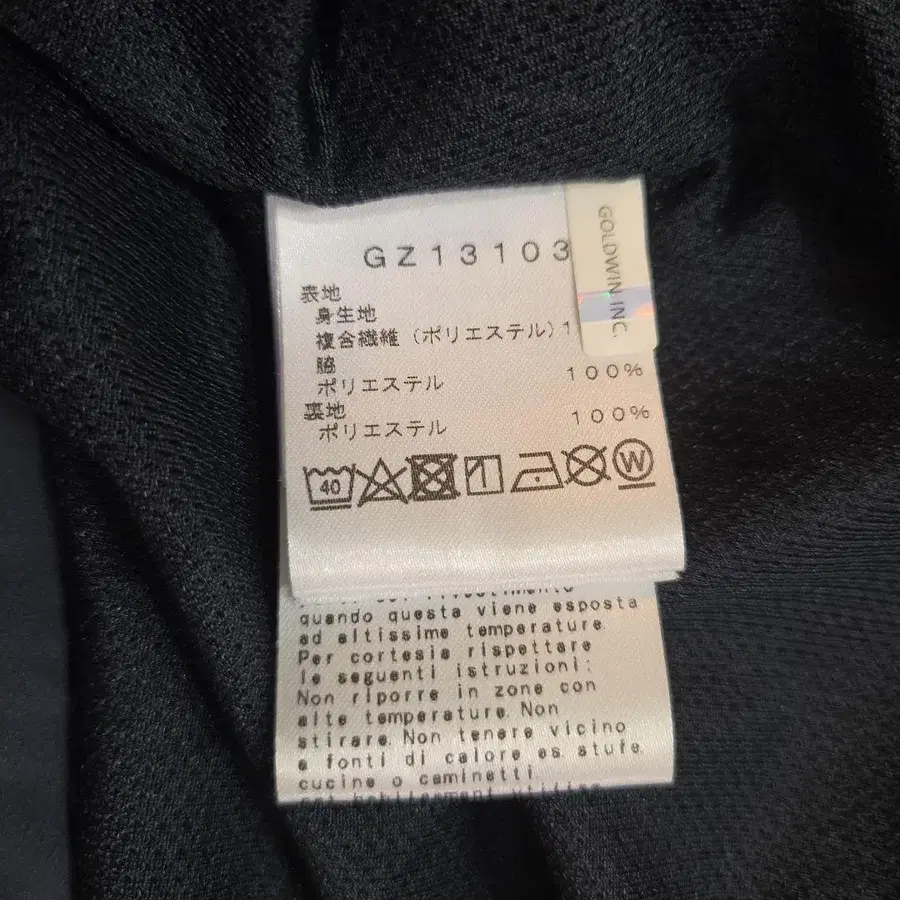 GZ13103
GOLDWIN INC.
表地
身生地
複合繊維(ポリエステル)1
脇
ポリエステル 100%
裏地
ポリエステル 100%
40
W
quando questa viene esposta
ad altissime temperature.
Per cortesia rispettare
le seguenti istruzioni:
Non riporre in zone con
alte temperature. Non
stirare. Non tenere vicino
a fonti di calore es. stufe,
cucine o caminetti.